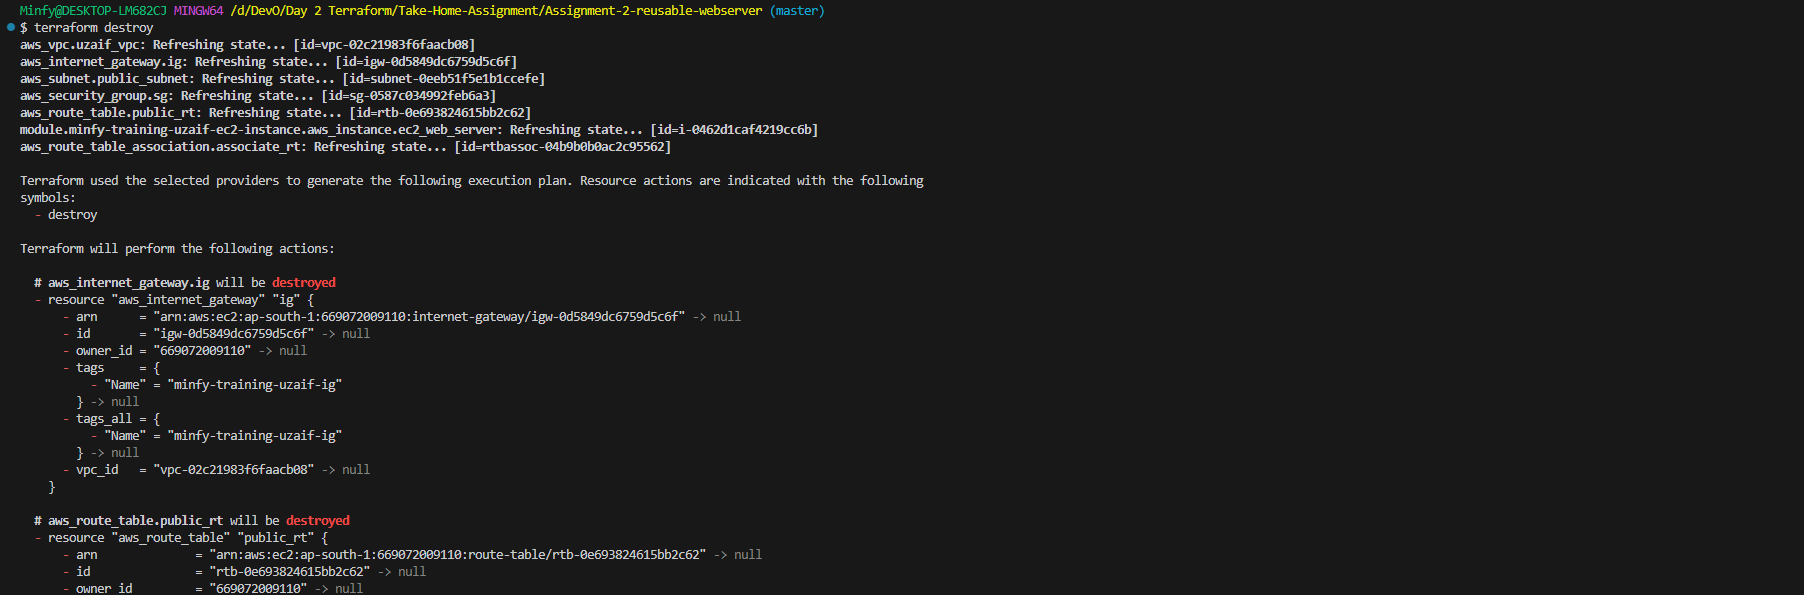 Minfy@DESKTOP-LM682CJ MINGW64 /d/DevO/Day 2 Terraform/Take-Home-Assignment/Assignment-2-reusable-webserver (master)
$ terraform destroy
aws_vpc.uzaif_vpc: Refreshing state... [id=vpc-02c21983f6faacb08]
aws_internet_gateway.ig: Refreshing state... [id=igw-0d5849dc6759d5c6f]
aws_subnet.public_subnet: Refreshing state... [id=subnet-0eeb51f5e1b1ccefe]
aws_security_group.sg: Refreshing state... [id=sg-0587c034992feb6a3]
aws_route_table.public_rt: Refreshing state... [id=rtb-0e693824615bb2c62]
module.minfy-training-uzaif-ec2-instance.aws_instance.ec2_web_server: Refreshing state... [id=i-0462d1caf4219cc6b]
aws_route_table_association.associate_rt: Refreshing state... [id=rtbassoc-04b9b0b0ac2c95562]

Terraform used the selected providers to generate the following execution plan. Resource actions are indicated with the following
symbols:
  - destroy

Terraform will perform the following actions:

  # aws_internet_gateway.ig will be destroyed
  - resource "aws_internet_gateway" "ig" {
      - arn      = "arn:aws:ec2:ap-south-1:669072009110:internet-gateway/igw-0d5849dc6759d5c6f" -> null
      - id       = "igw-0d5849dc6759d5c6f" -> null
      - owner_id = "669072009110" -> null
      - tags     = {
          - "Name" = "minfy-training-uzaif-ig"
        } -> null
      - tags_all = {
          - "Name" = "minfy-training-uzaif-ig"
        } -> null
      - vpc_id   = "vpc-02c21983f6faacb08" -> null
    }

  # aws_route_table.public_rt will be destroyed
  - resource "aws_route_table" "public_rt" {
      - arn              = "arn:aws:ec2:ap-south-1:669072009110:route-table/rtb-0e693824615bb2c62" -> null
      - id               = "rtb-0e693824615bb2c62" -> null
      - owner_id         = "669072009110" -> null